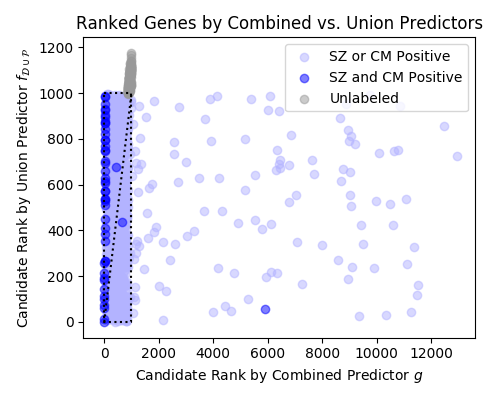 Ranked Genes by Combined vs. Union Predictors
Candidate Rank by Union Predictor f_{D∪P}
1200
1000
800
600
400
200
0
SZ or CM Positive
SZ and CM Positive
Unlabeled
0 2000 4000 6000 8000 10000 12000
Candidate Rank by Combined Predictor g